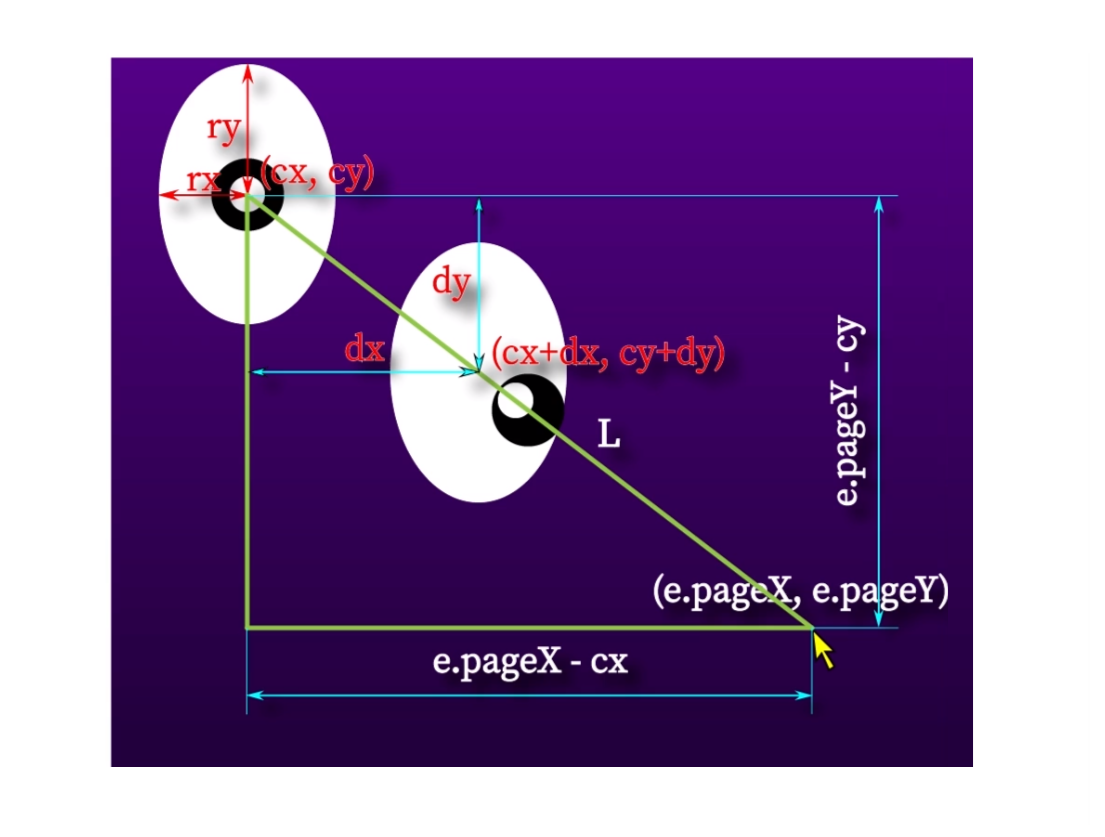 ry
rx
(cx, cy)
dy
dx
(cx+dx, cy+dy)
L
e.pageY - cy
(e.pageX, e.pageY)
e.pageX - cx